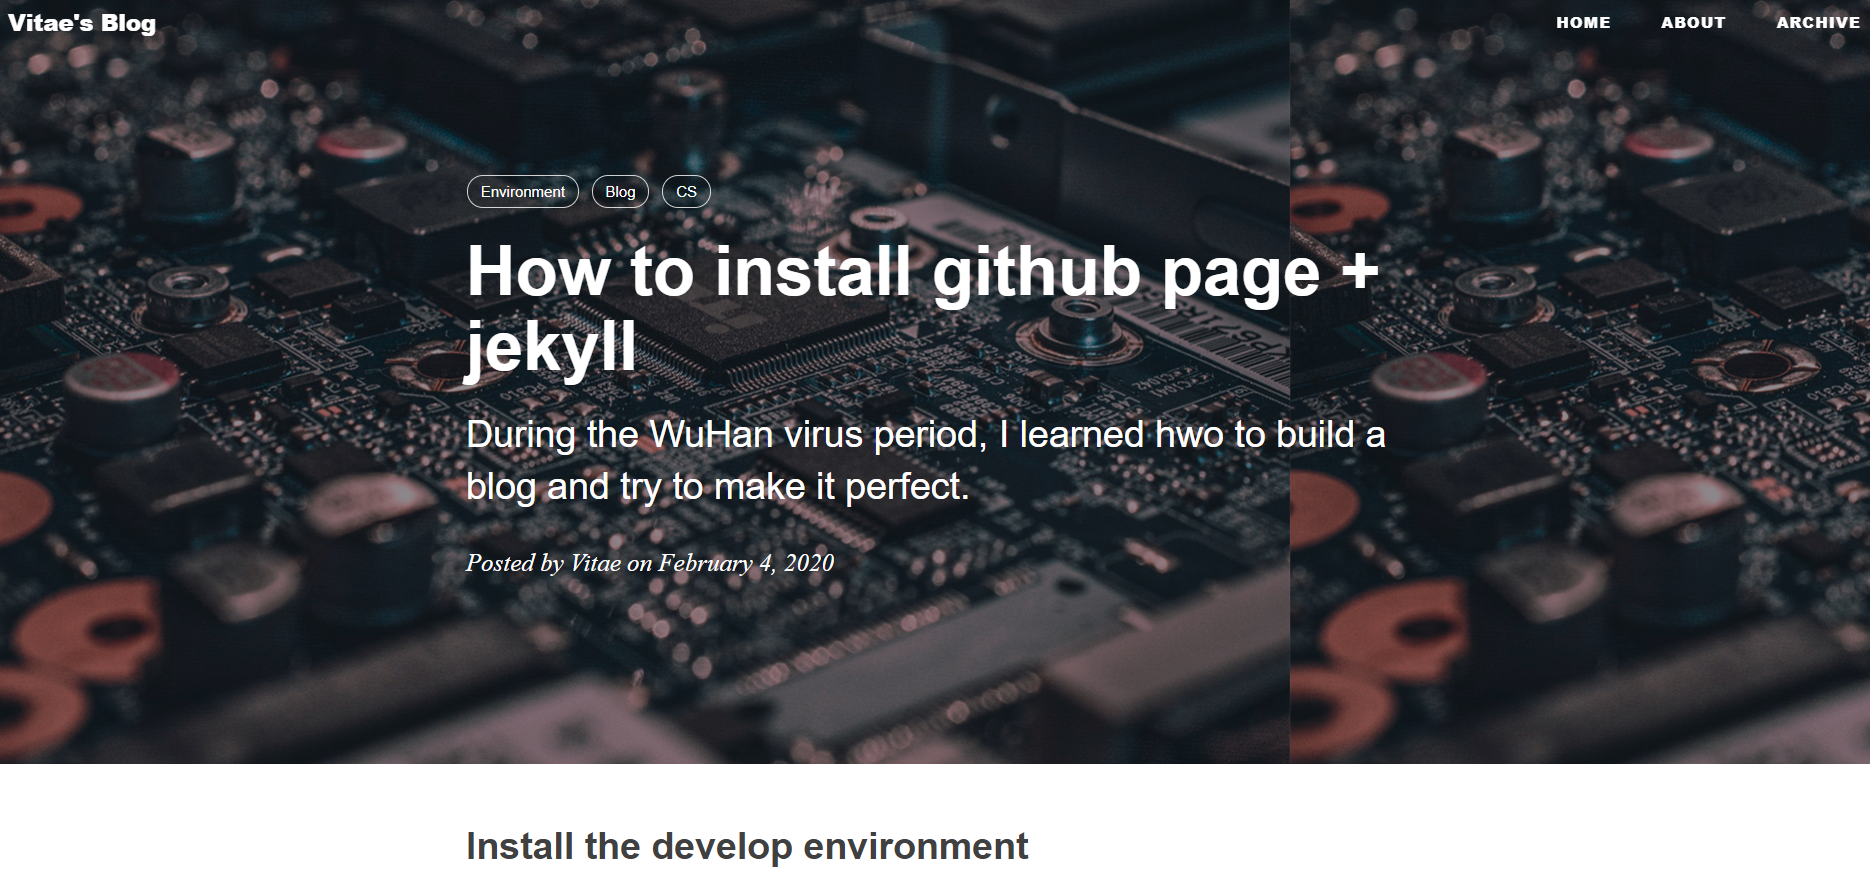 Vitae's Blog
HOME ABOUT ARCHIVE
Environment Blog CS
How to install github page +
jekyll
During the WuHan virus period, I learned hwo to build a
blog and try to make it perfect.
Posted by Vitae on February 4, 2020
Install the develop environment